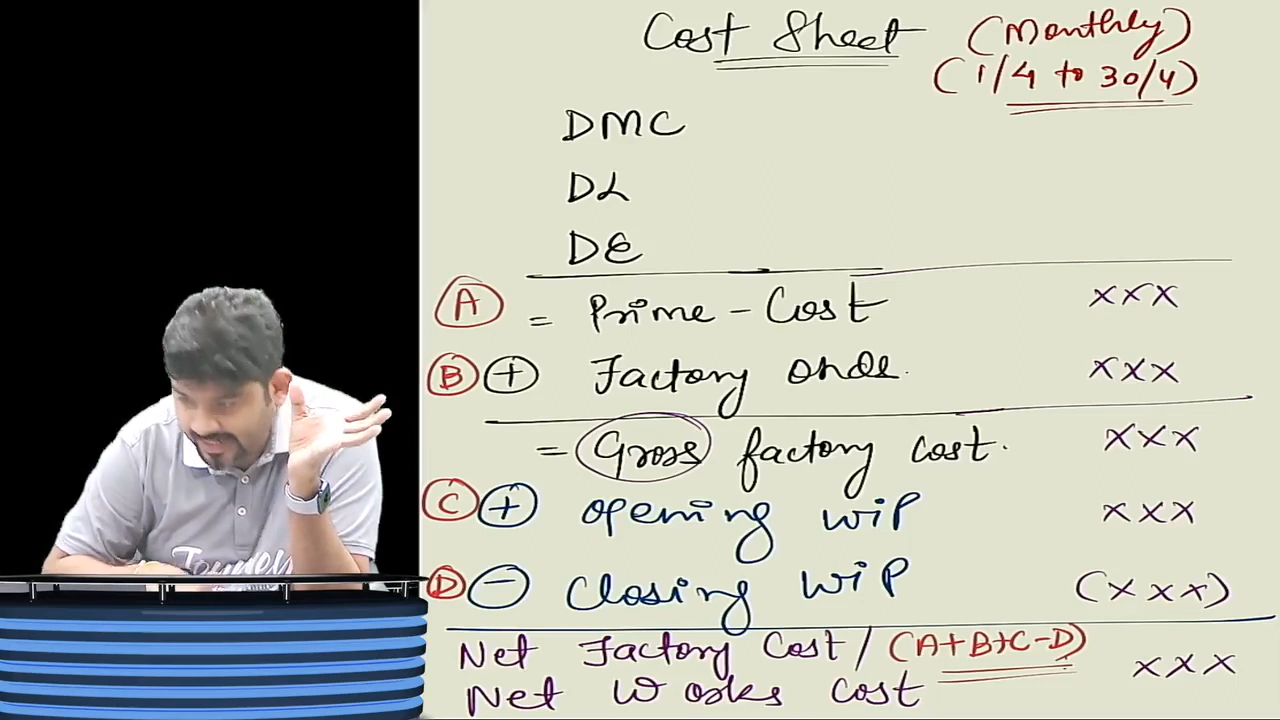 Cost Sheet (Monthly)
(1/4 to 30/4)
DMC
DL
DE
A = Prime - Cost xxx
B + Factory ohds. xxx
= Gross factory cost. xxx
C + opening WIP xxx
D - Closing WIP (xxx)
Net Factory Cost / (A+B+C-D) xxx
Net Works Cost